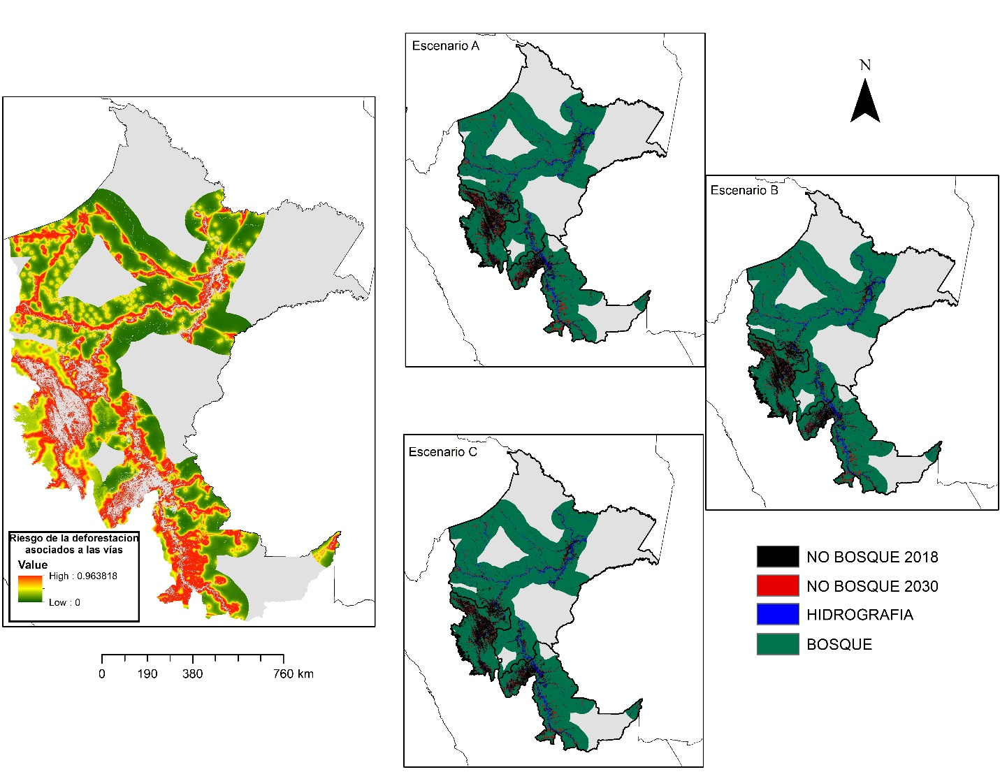 Escenario A
N
Escenario B
Riesgo de la deforestacion
asociados a las vías
Value
High : 0.963818
Low : 0
0 190 380 760 km
Escenario C
NO BOSQUE 2018
NO BOSQUE 2030
HIDROGRAFIA
BOSQUE